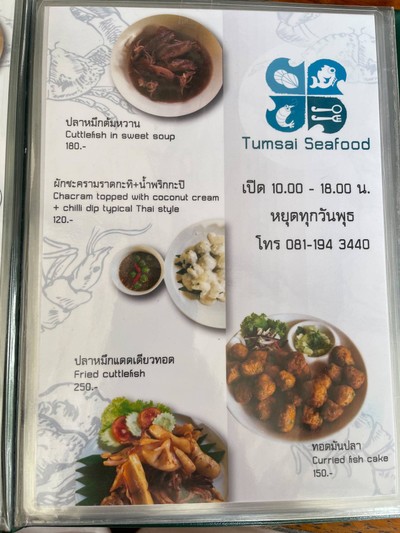 ปลาหมึกต้มหวาน
Cuttlefish in sweet soup
180.-
ผักชะครามราดกะทิ+น้ำพริกกะปิ
Chacram topped with coconut cream
+ chilli dip typical Thai style
120.-
ปลาหมึกแดดเดียวทอด
Fried cuttlefish
250.-
Tumsai Seafood
เปิด 10.00 - 18.00 น.
หยุดทุกวันพุธ
โทร 081-194 3440
ทอดมันปลา
Curried fish cake
150.-